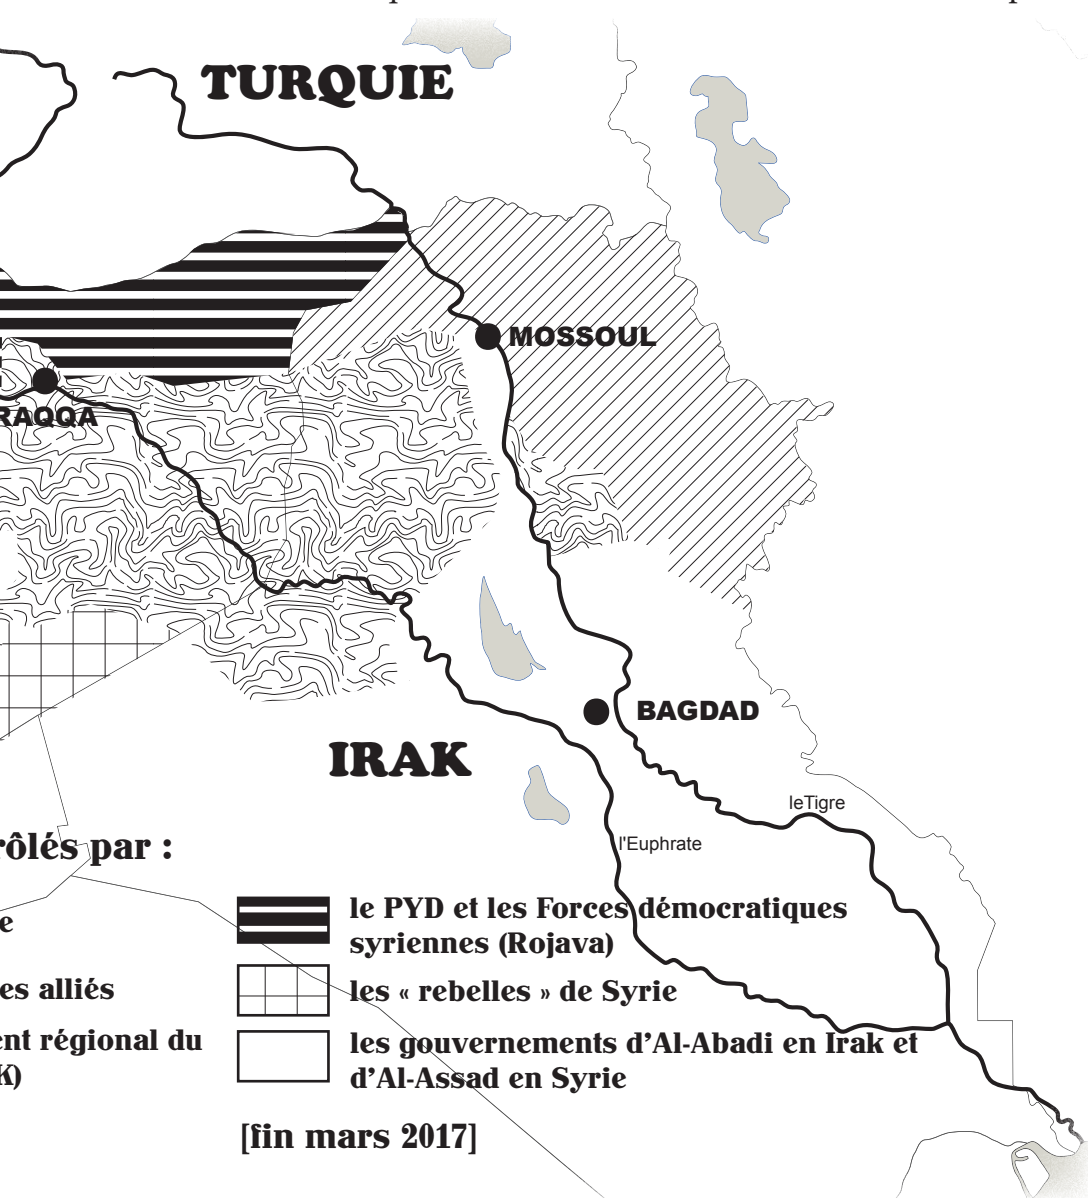 TURQUIE
MOSSOUL
RAQQA
BAGDAD
IRAK
leTigre
l'Euphrate
rôlés par :
e
es alliés
ent régional du
K)
le PYD et les Forces démocratiques
syriennes (Rojava)
les « rebelles » de Syrie
les gouvernements d’Al-Abadi en Irak et
d’Al-Assad en Syrie
[fin mars 2017]